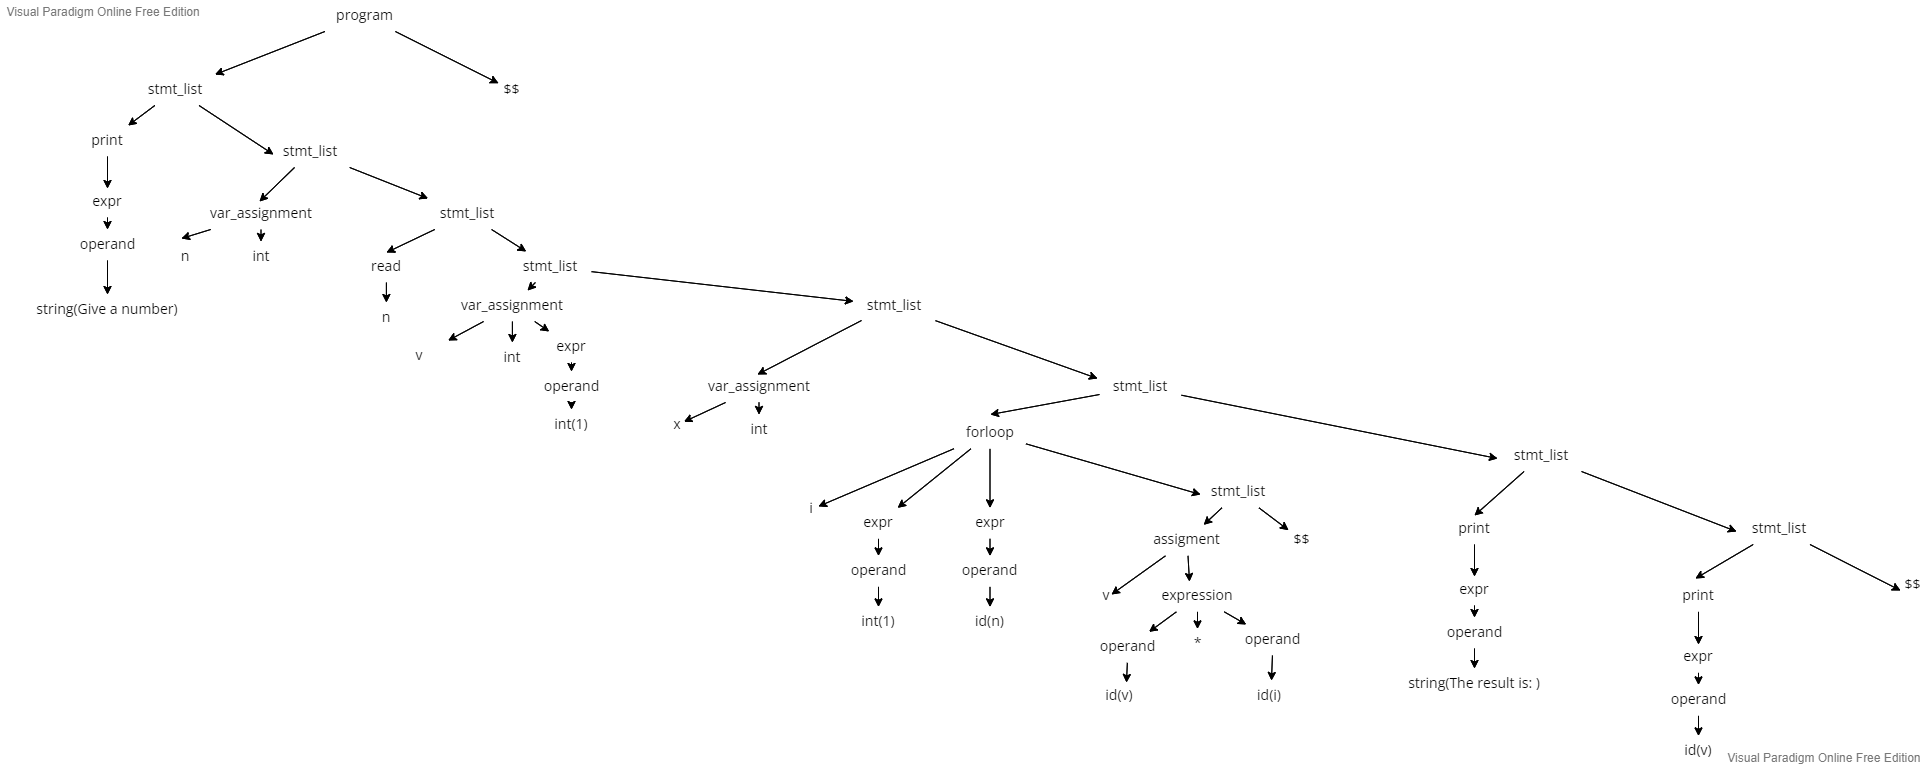 Visual Paradigm Online Free Edition
program
stmt_list
$$
print
stmt_list
expr
var_assignment
stmt_list
operand
n
int
read
stmt_list
string(Give a number)
n
var_assignment
stmt_list
v
int
expr
operand
int(1)
var_assignment
stmt_list
x
int
forloop
stmt_list
i
expr
expr
stmt_list
print
stmt_list
operand
operand
assigment
$$
expr
print
$$
int(1)
id(n)
v
expression
operand
expr
operand
*
operand
string(The result is: )
operand
id(v)
id(i)
id(v)
Visual Paradigm Online Free Edition